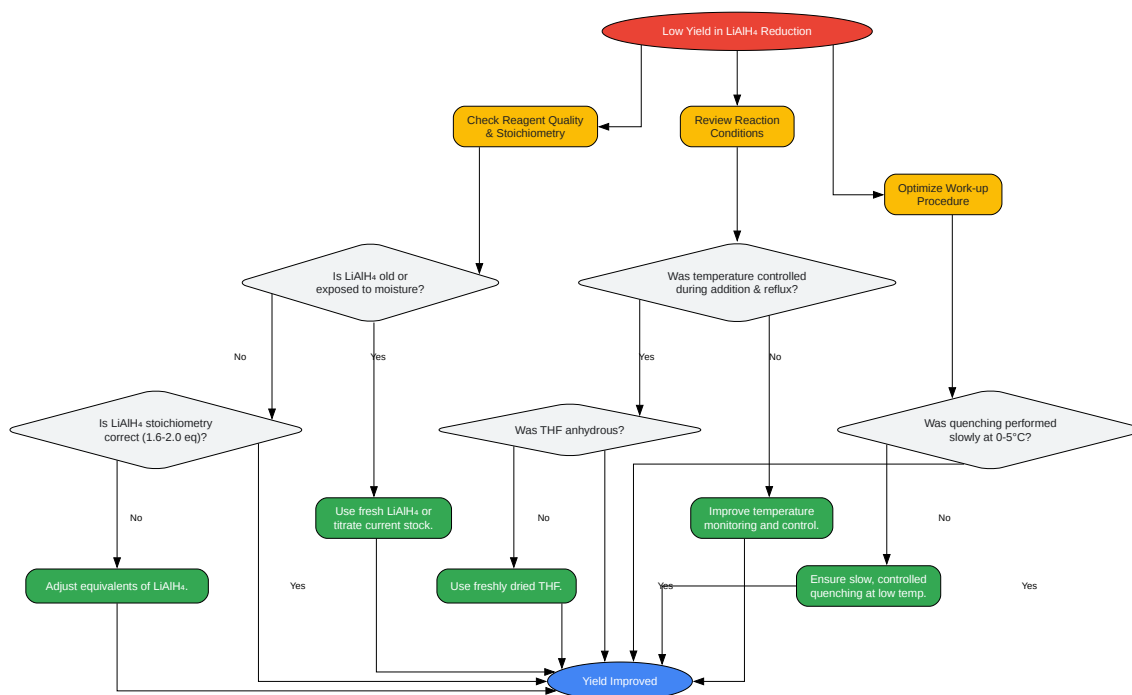 Low Yield in LiAlH₄ Reduction
Check Reagent Quality
& Stoichiometry
Review Reaction
Conditions
Optimize Work-up
Procedure
Is LiAlH₄ old or
exposed to moisture?
Was temperature controlled
during addition & reflux?
No
Yes
Yes
No
Is LiAlH₄ stoichiometry
correct (1.6-2.0 eq)?
Was THF anhydrous?
Was quenching performed
slowly at 0-5°C?
No
Use fresh LiAlH₄ or
titrate current stock.
No
Improve temperature
monitoring and control.
No
Adjust equivalents of LiAlH₄.
Yes
Use freshly dried THF.
Yes
Ensure slow, controlled
quenching at low temp.
Yes
Yield Improved